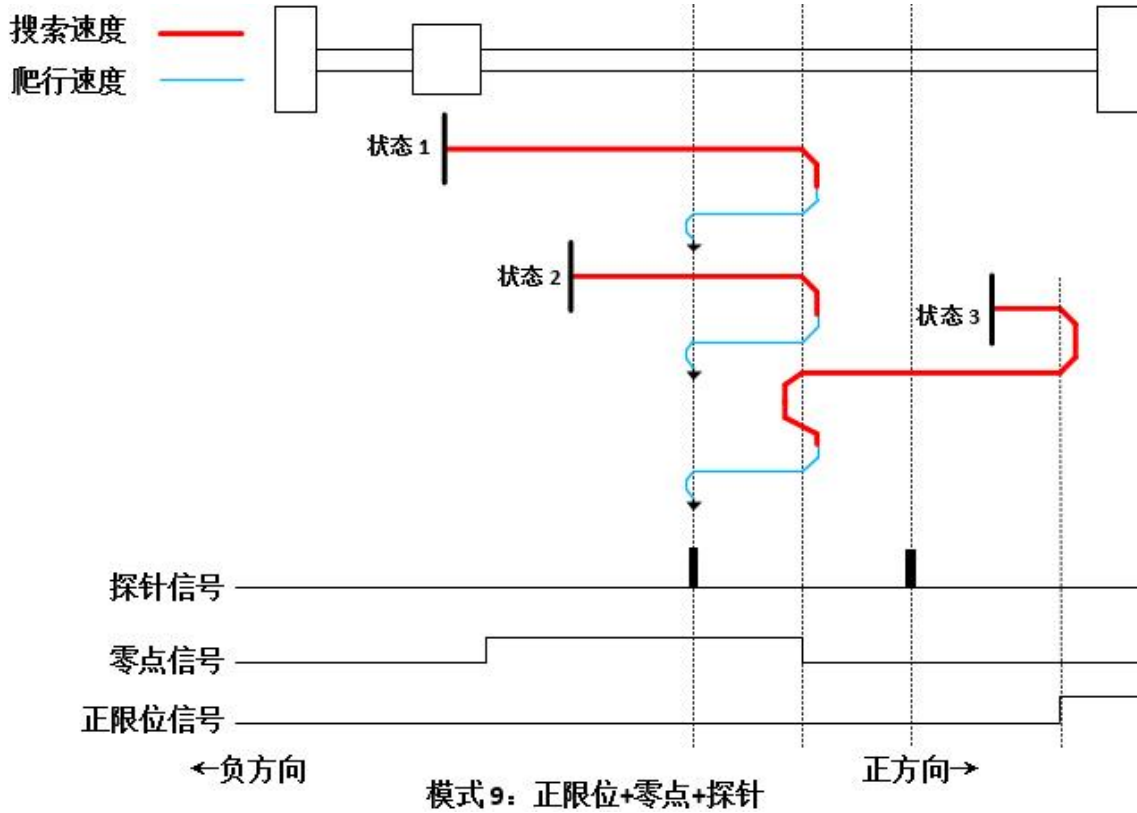 搜索速度
爬行速度
状态 1
状态 2
状态 3
探针信号
零点信号
正限位信号
←负方向
正方向→
模式 9：正限位+零点+探针